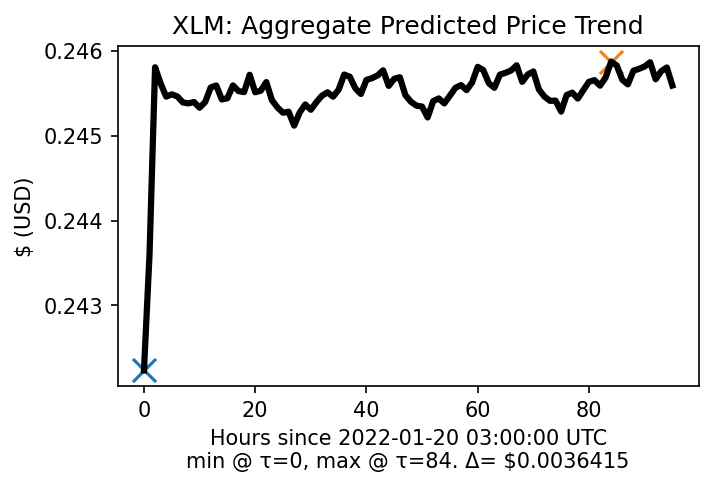 XLM: Aggregate Predicted Price Trend
0.246
0.245
0.244
0.243
$ (USD)
0 20 40 60 80
Hours since 2022-01-20 03:00:00 UTC
min @ τ=0, max @ τ=84. Δ= $0.0036415